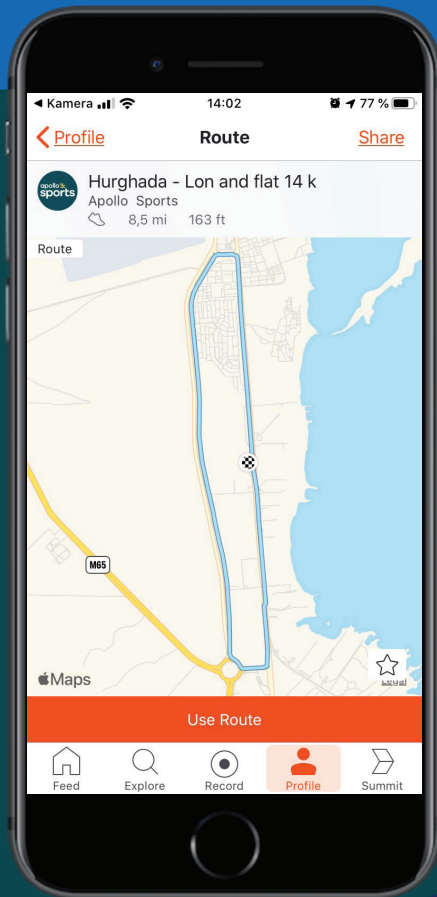 Kamera
14:02
77 %
Profile
Route
Share
apollo
sports
Hurghada - Lon and flat 14 k
Apollo Sports
8,5 mi 163 ft
Route
M65
Maps
Legal
Use Route
Feed
Explore
Record
Profile
Summit